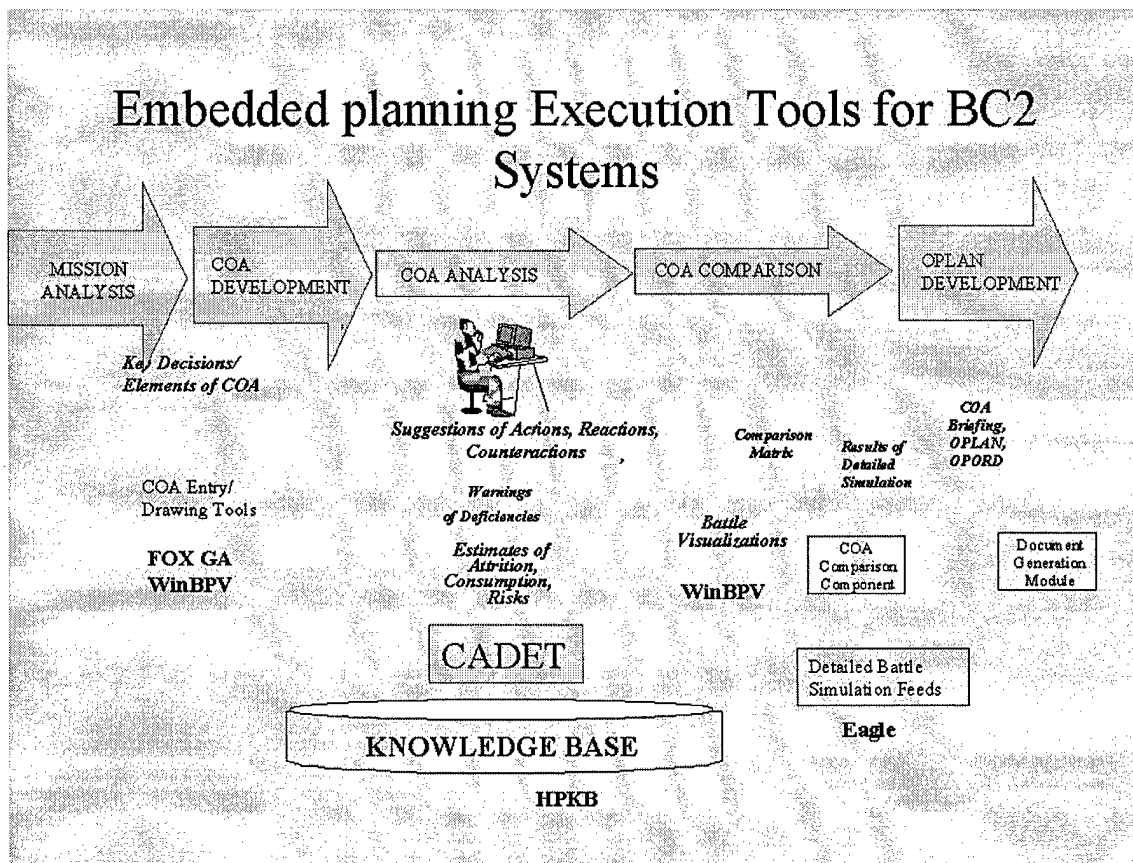 Embedded planning Execution Tools for BC2
Systems
MISSION
ANALYSIS
COA
DEVELOPMENT
COA ANALYSIS
COA COMPARISON
OPLAN
DEVELOPMENT
Key Decisions/
Elements of COA
Suggestions of Actions, Reactions,
Counteractions
,
Comparison
Matrix
Results of
Detailed
Simulation
COA
Briefing,
OPLAN,
OPORD
COA Entry/
Drawing Tools
Warnings
of Deficiencies
Battle
Visualizations
FOX GA
WinBPV
Estimates of
Attrition,
Consumption,
Risks
WinBPV
COA
Comparison
Component
Document
Generation
Module
CADET
Detailed Battle
Simulation Feeds
Eagle
KNOWLEDGE BASE
HPKB